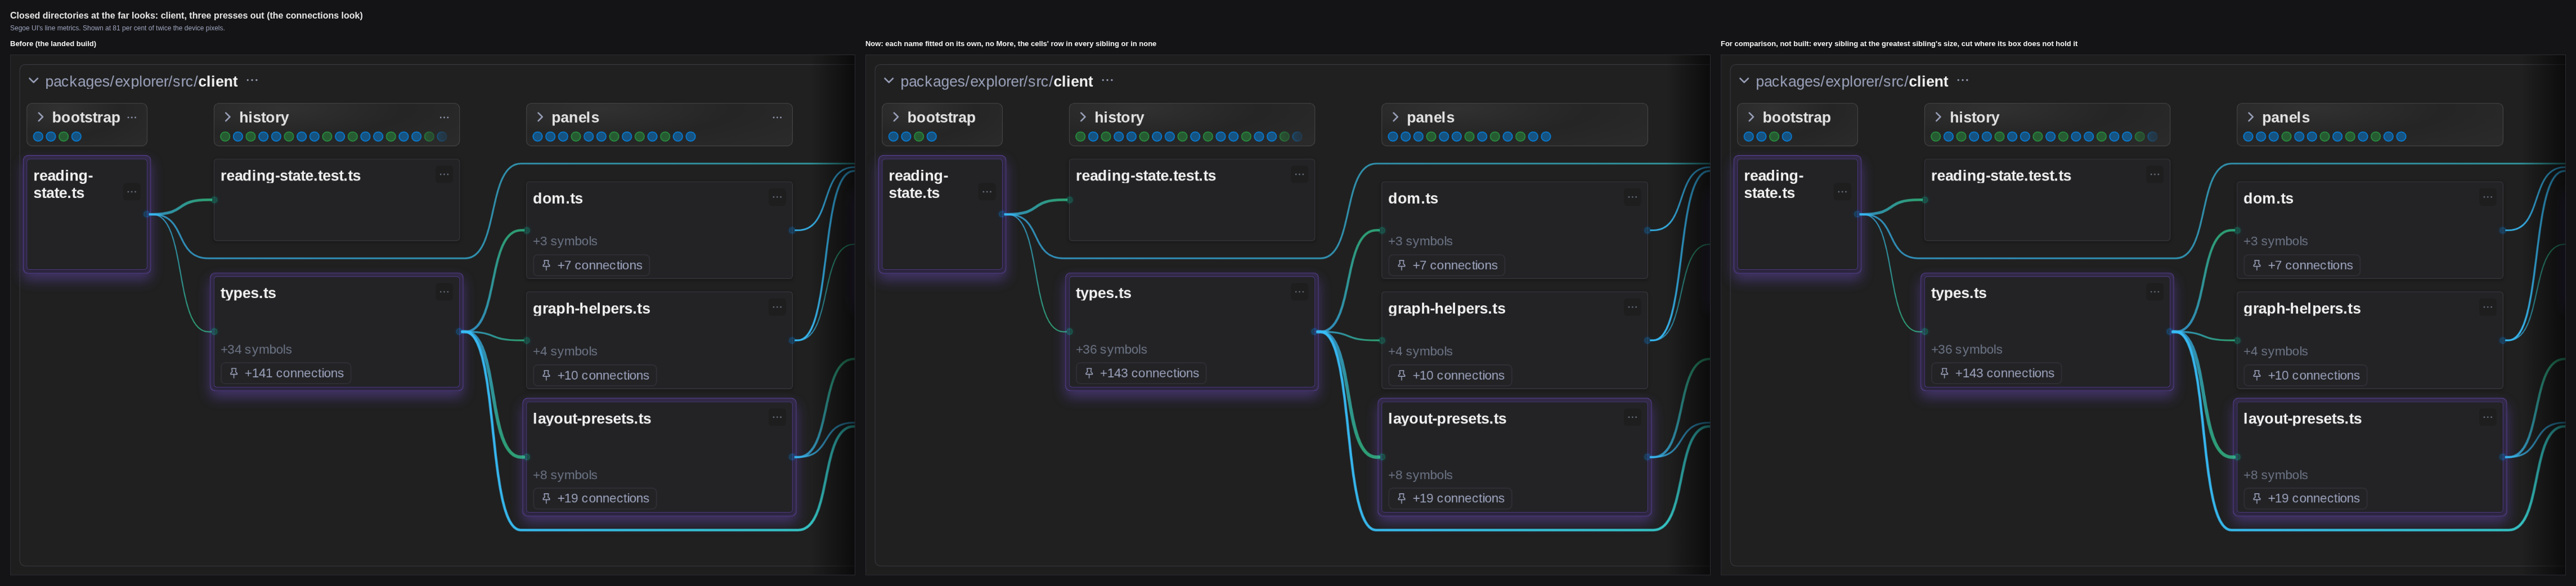 Closed directories at the far looks: client, three presses out (the connections look)
Segoe UI's line metrics. Shown at 81 per cent of twice the device pixels.
Before (the landed build)
packages/explorer/src/client ...
bootstrap ...
history ...
panels ...
reading-
state.ts ...
reading-state.test.ts ...
types.ts ...
+34 symbols
+141 connections
dom.ts ...
+3 symbols
+7 connections
graph-helpers.ts ...
+4 symbols
+10 connections
layout-presets.ts ...
+8 symbols
+19 connections
Now: each name fitted on its own, no More, the cells' row in every sibling or in none
packages/explorer/src/client ...
bootstrap
history
panels
reading-
state.ts ...
reading-state.test.ts ...
types.ts ...
+36 symbols
+143 connections
dom.ts ...
+3 symbols
+7 connections
graph-helpers.ts ...
+4 symbols
+10 connections
layout-presets.ts ...
+8 symbols
+19 connections
For comparison, not built: every sibling at the greatest sibling's size, cut where its box does not hold it
packages/explorer/src/client ...
bootstrap
history
panels
reading-
state.ts ...
reading-state.test.ts ...
types.ts ...
+36 symbols
+143 connections
dom.ts ...
+3 symbols
+7 connections
graph-helpers.ts ...
+4 symbols
+10 connections
layout-presets.ts ...
+8 symbols
+19 connections